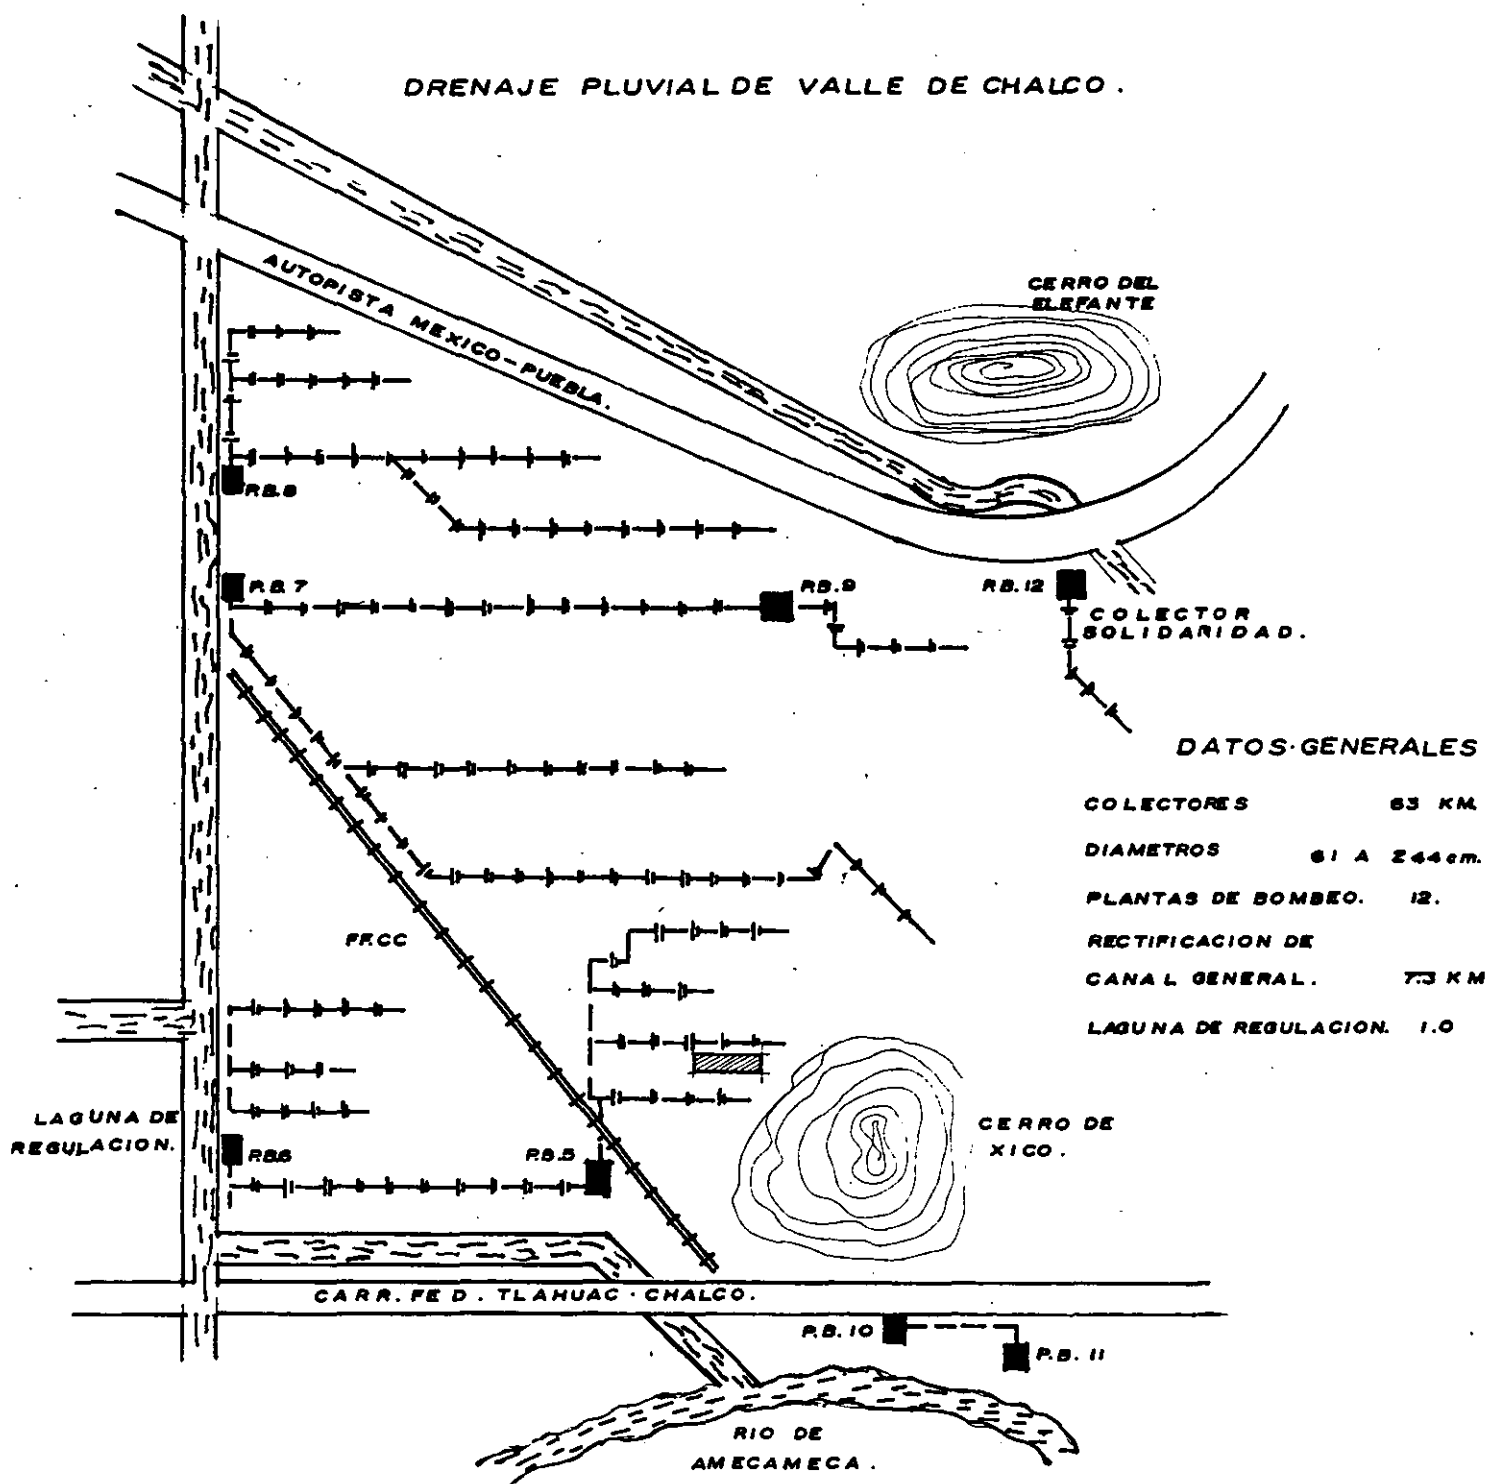 DRENAJE PLUVIAL DE VALLE DE CHALCO.
AUTOPISTA MEXICO-PUEBLA.
CERRO DEL
ELEFANTE
P.B.8
P.B.7
P.B.9
P.B.12
COLECTOR
SOLIDARIDAD.
DATOS GENERALES
COLECTORES 63 KM.
DIAMETROS 61 A 244 cm.
PLANTAS DE BOMBEO. 12.
RECTIFICACION DE
CANAL GENERAL. 7.3 KM
LAGUNA DE REGULACION. 1.0
FF.CC
LAGUNA DE
REGULACION.
P.B.6
P.B.5
CERRO DE
XICO.
CARR. FED. TLAHUAC-CHALCO.
P.B.10
P.B.11
RIO DE
AMECAMECA.